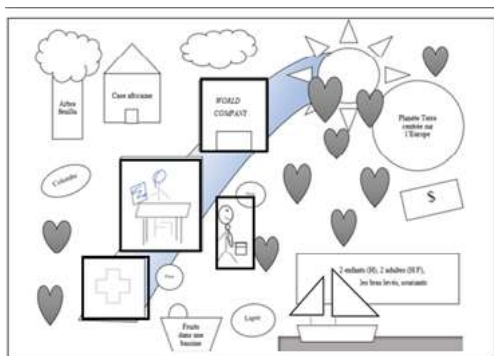 Arbre
feuillu
Case africaine
WORLD
COMPANY
Planète Terre
centrée sur
l'Europe
Colombe
$
2 enfants (H), 2 adultes (H/F),
les bras levés, souriants
Fruits
dans une
bassine